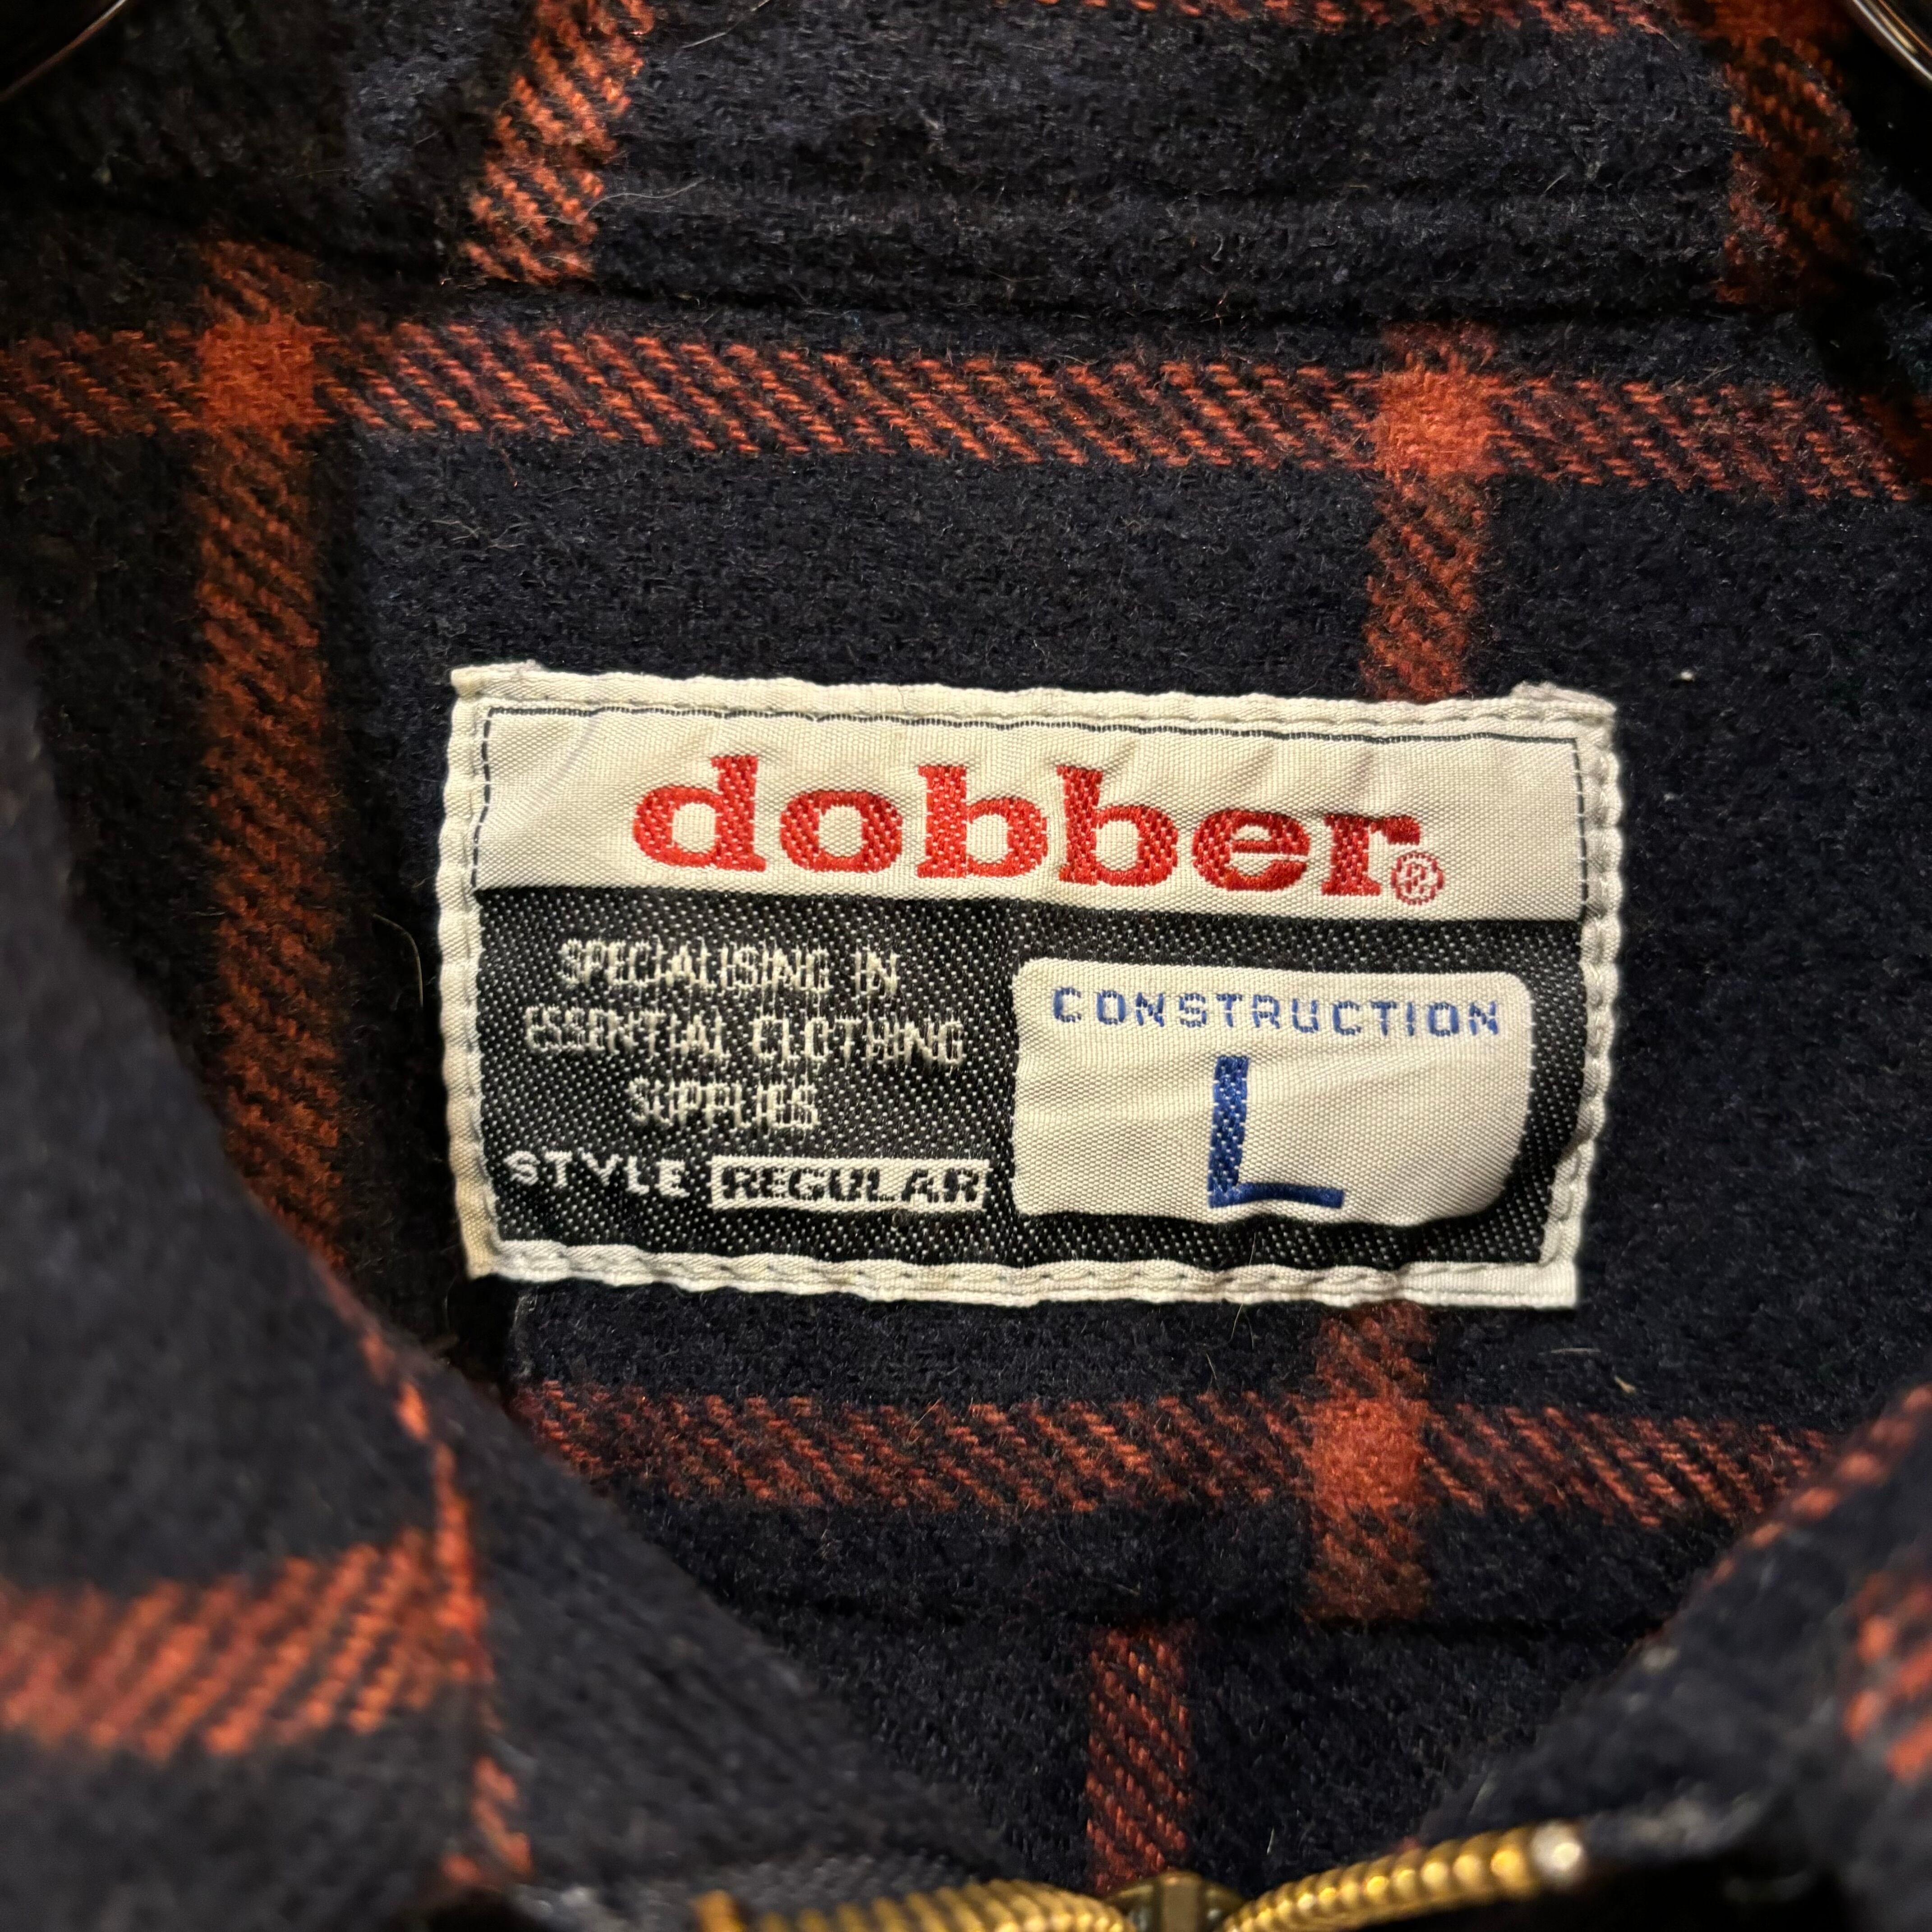 dobber®
SPECIALISING IN
ESSENTIAL CLOTHING
SUPPLIES
STYLE REGULAR
CONSTRUCTION
L